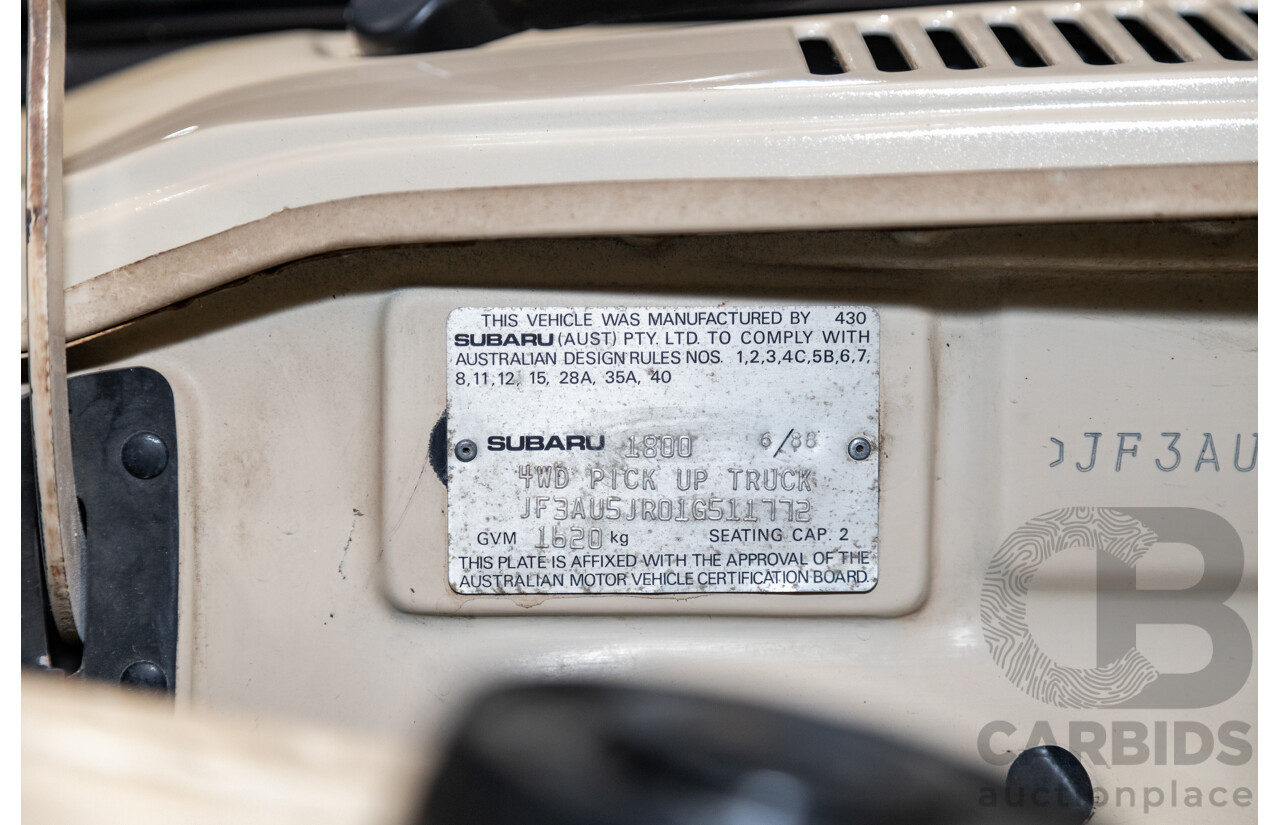 THIS VEHICLE WAS MANUFACTURED BY 430
SUBARU (AUST) PTY. LTD. TO COMPLY WITH
AUSTRALIAN DESIGN RULES NOS. 1,2,3,4C,5B,6,7,
8,11,12, 15, 28A, 35A, 40
SUBARU 1800 6/88
4WD PICK UP TRUCK
JF3AU5JR01G511772
GVM 1620 kg SEATING CAP. 2
THIS PLATE IS AFFIXED WITH THE APPROVAL OF THE
AUSTRALIAN MOTOR VEHICLE CERTIFICATION BOARD.
JF3AU
CB
CARBIDS
auctionplace